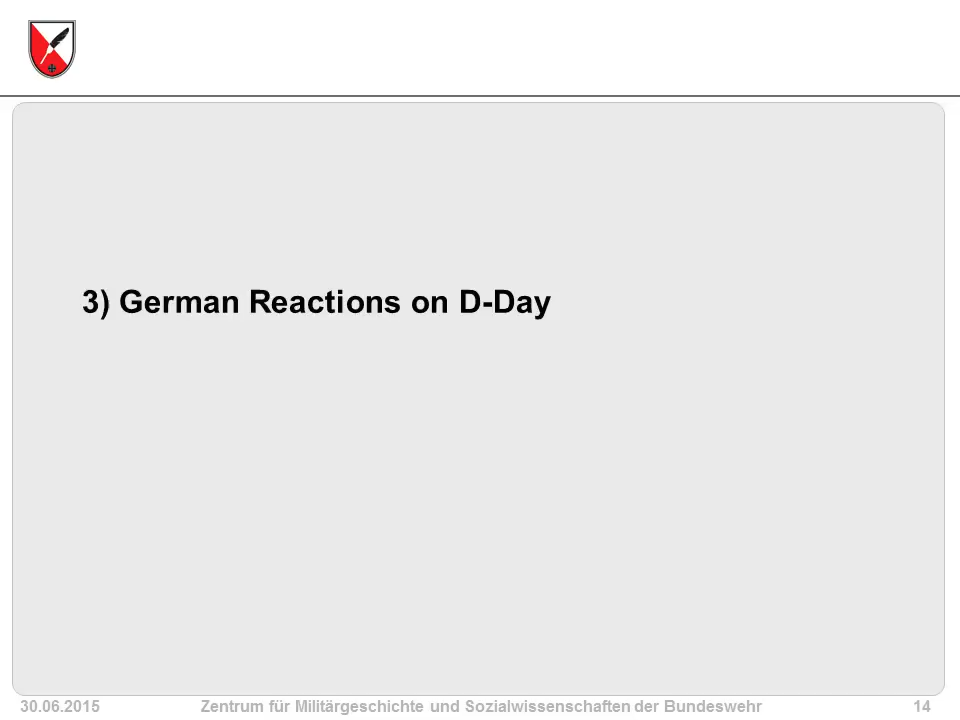 3) German Reactions on D-Day
30.06.2015 Zentrum für Militärgeschichte und Sozialwissenschaften der Bundeswehr 14